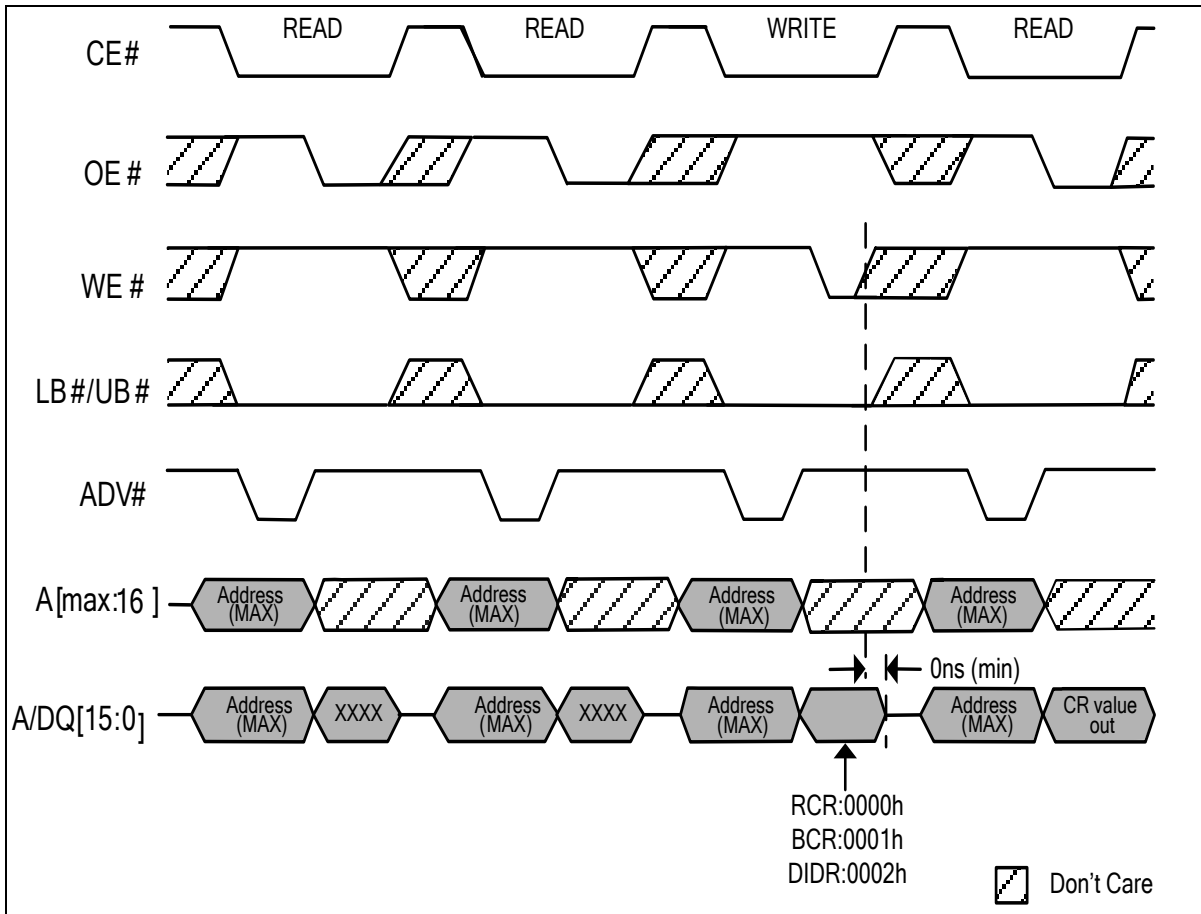 CE#
READ
READ
WRITE
READ
OE#
WE#
LB#/UB#
ADV#
A[max:16]
Address
(MAX)
Address
(MAX)
Address
(MAX)
Address
(MAX)
0ns (min)
A/DQ[15:0]
Address
(MAX)
XXXX
Address
(MAX)
XXXX
Address
(MAX)
Address
(MAX)
CR value
out
RCR:0000h
BCR:0001h
DIDR:0002h
Don't Care